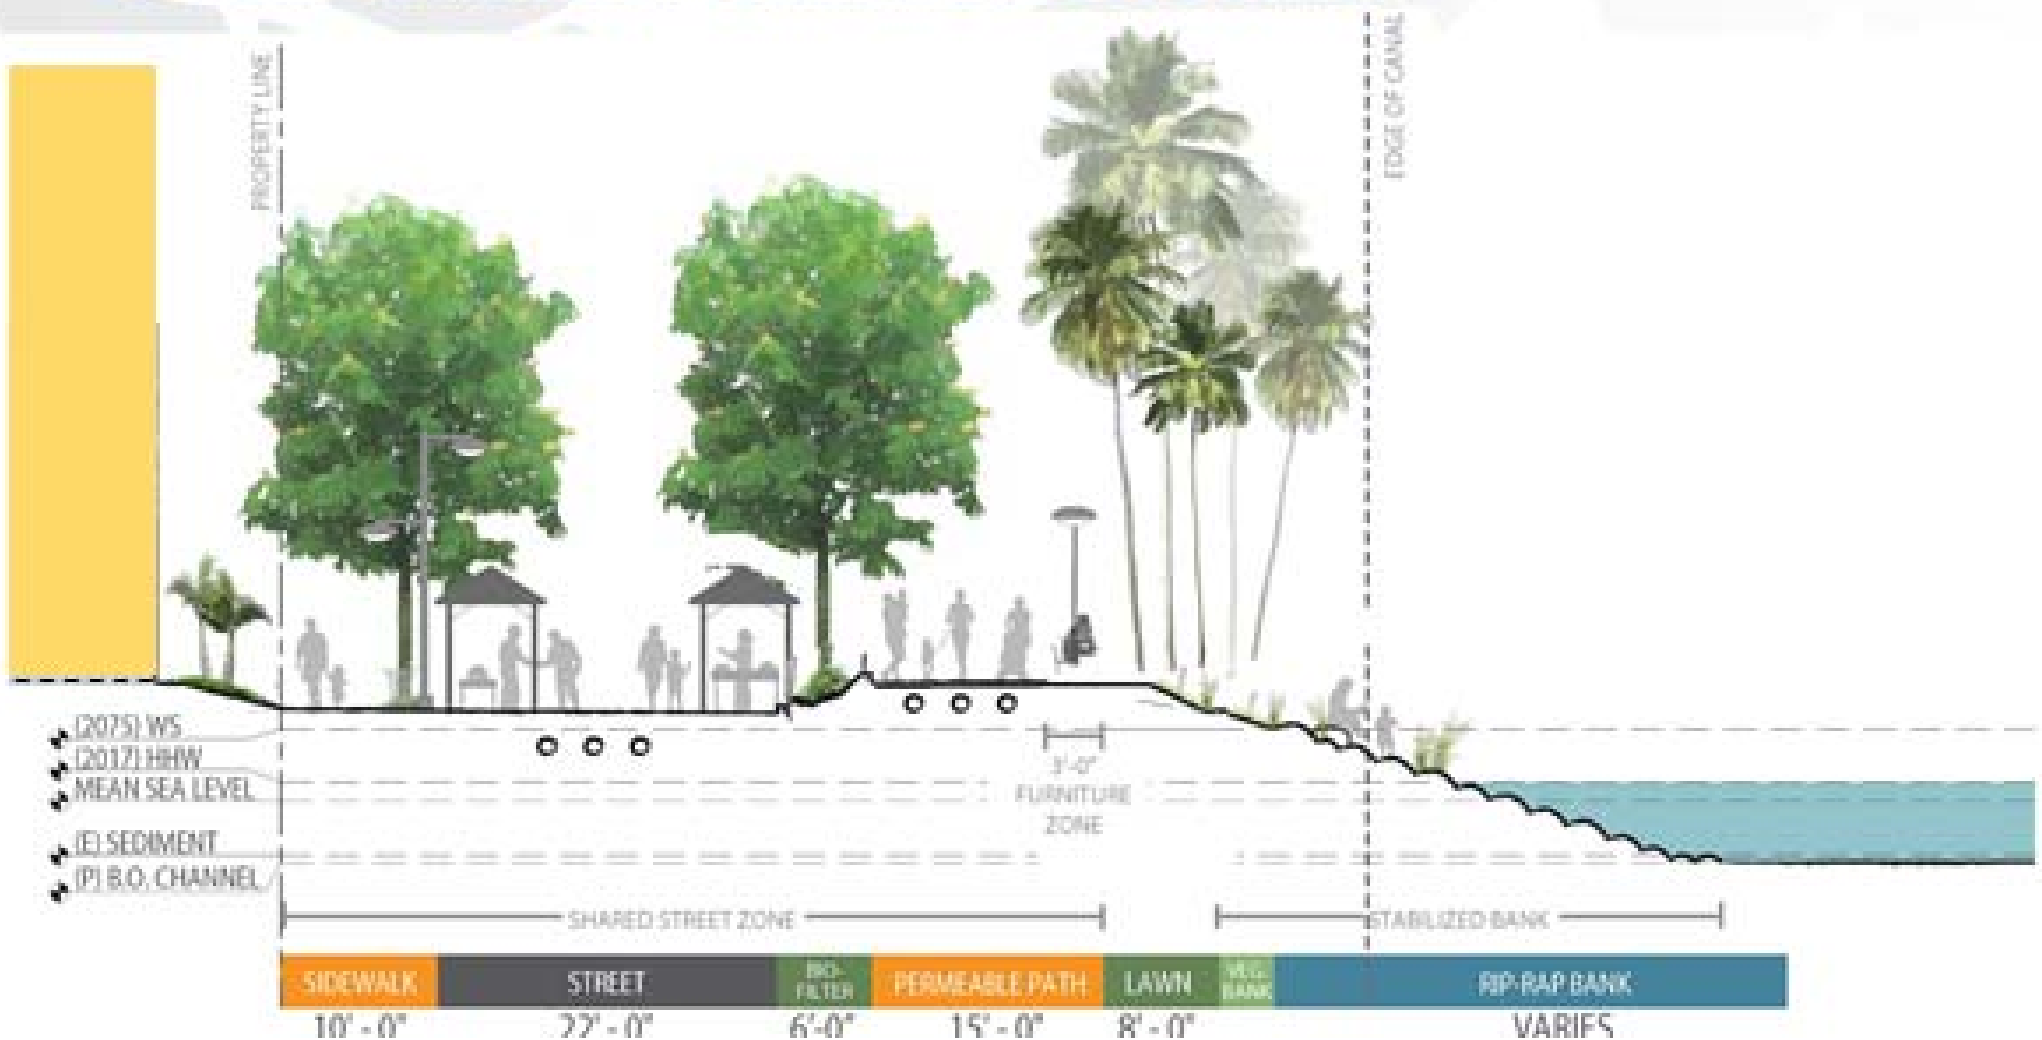 PROPERTY LINE
EDGE OF CANAL
(2075) WS
(2017) HHW
MEAN SEA LEVEL
(E) SEDIMENT
(P) B.O. CHANNEL
3'-0"
FURNITURE
ZONE
SHARED STREET ZONE
STABILIZED BANK
SIDEWALK
STREET
BIO-
FILTER
PERMEABLE PATH
LAWN
VEG.
BANK
RIP-RAP BANK
10' - 0"
22' - 0"
6'-0"
15' - 0"
8' - 0"
VARIES